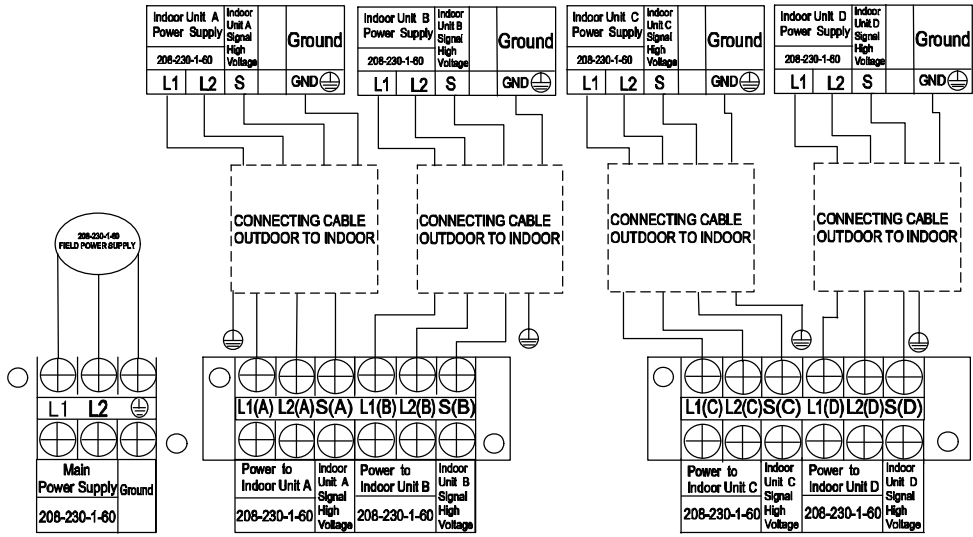 Indoor Unit A
Power Supply
208-230-1-60
Indoor
Unit A
Signal
High
Voltage
Ground
L1 L2 S GND
Indoor Unit B
Power Supply
208-230-1-60
Indoor
Unit B
Signal
High
Voltage
Ground
L1 L2 S GND
Indoor Unit C
Power Supply
208-230-1-60
Indoor
Unit C
Signal
High
Voltage
Ground
L1 L2 S GND
Indoor Unit D
Power Supply
208-230-1-60
Indoor
Unit D
Signal
High
Voltage
Ground
L1 L2 S GND
CONNECTING CABLE
OUTDOOR TO INDOOR
CONNECTING CABLE
OUTDOOR TO INDOOR
CONNECTING CABLE
OUTDOOR TO INDOOR
CONNECTING CABLE
OUTDOOR TO INDOOR
208-230-1-60
FIELD POWER SUPPLY
L1 L2
Main
Power Supply
208-230-1-60
Ground
L1(A) L2(A) S(A) L1(B) L2(B) S(B)
Power to
Indoor Unit A
208-230-1-60
Indoor
Unit A
Signal
High
Voltage
Power to
Indoor Unit B
208-230-1-60
Indoor
Unit B
Signal
High
Voltage
L1(C) L2(C) S(C) L1(D) L2(D) S(D)
Power to
Indoor Unit C
208-230-1-60
Indoor
Unit C
Signal
High
Voltage
Power to
Indoor Unit D
208-230-1-60
Indoor
Unit D
Signal
High
Voltage